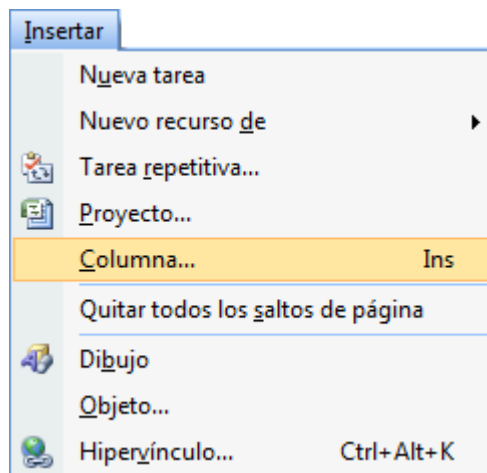 Insertar
Nueva tarea
Nuevo recurso de
Tarea repetitiva...
Proyecto...
Columna... Ins
Quitar todos los saltos de página
Dibujo
Objeto...
Hipervínculo... Ctrl+Alt+K